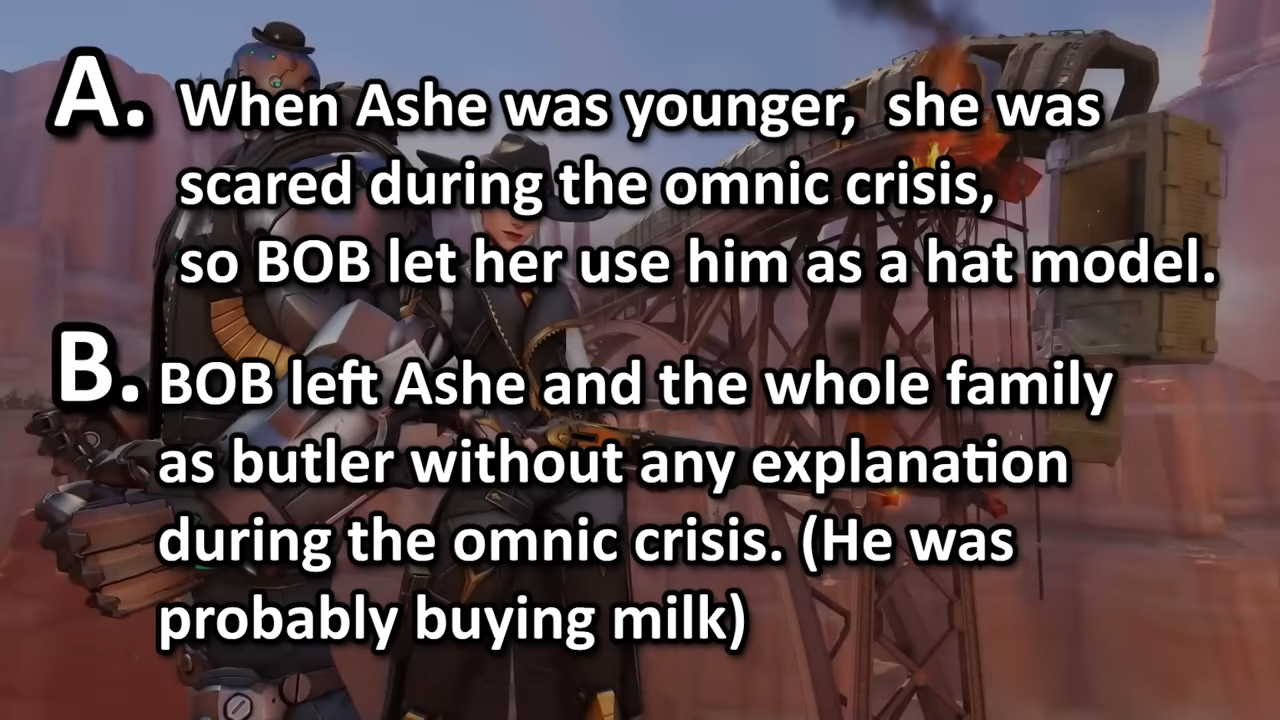 A. When Ashe was younger, she was
scared during the omnic crisis,
so BOB let her use him as a hat model.
B. BOB left Ashe and the whole family
as butler without any explanation
during the omnic crisis. (He was
probably buying milk)